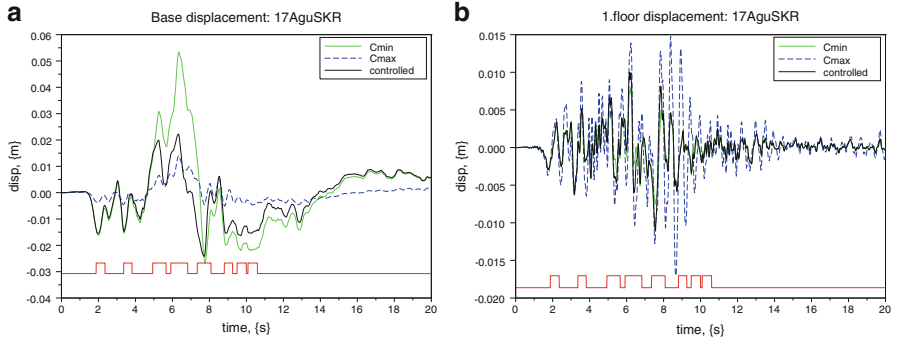 a
Base displacement: 17AguSKR
0.06
0.05
0.04
0.03
0.02
0.01
0.00
-0.01
-0.02
-0.03
-0.04
disp, {m}
Cmin
Cmax
controlled
0 2 4 6 8 10 12 14 16 18 20
time, {s}
b
1.floor displacement: 17AguSKR
0.015
0.010
0.005
0.000
-0.005
-0.010
-0.015
-0.020
disp, {m}
Cmin
Cmax
controlled
0 2 4 6 8 10 12 14 16 18 20
time, {s}